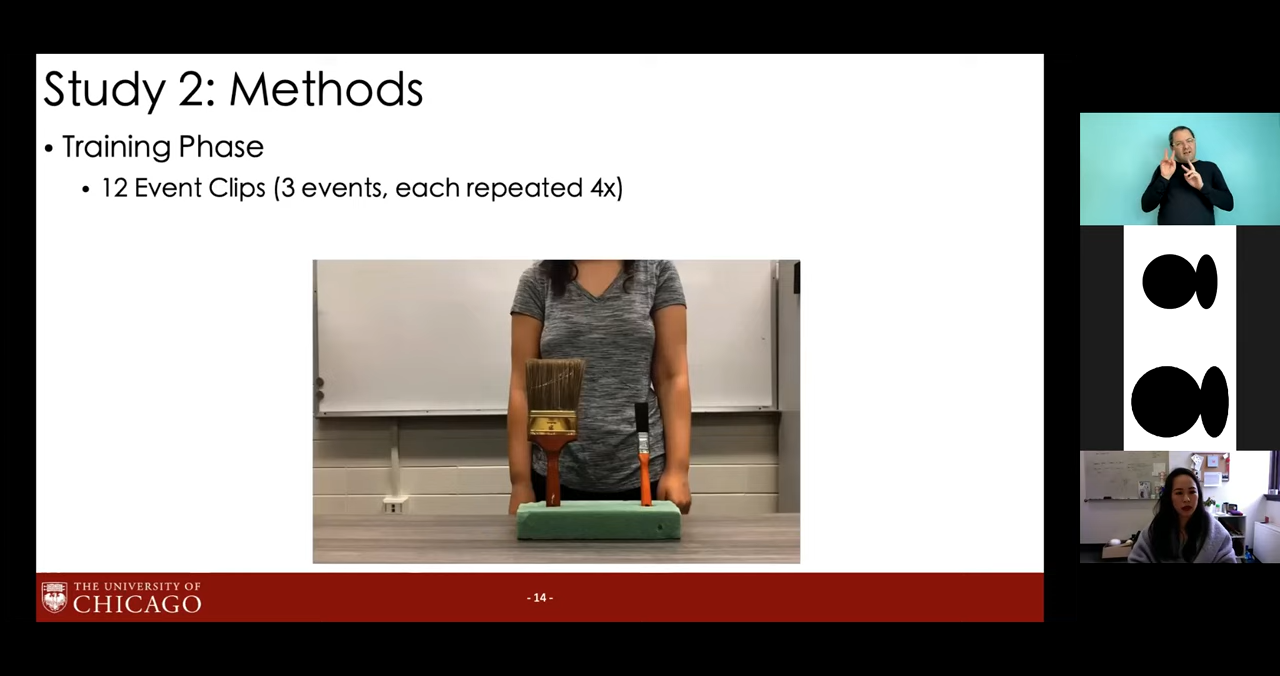 Study 2: Methods
• Training Phase
• 12 Event Clips (3 events, each repeated 4x)
THE UNIVERSITY OF
CHICAGO
- 14 -